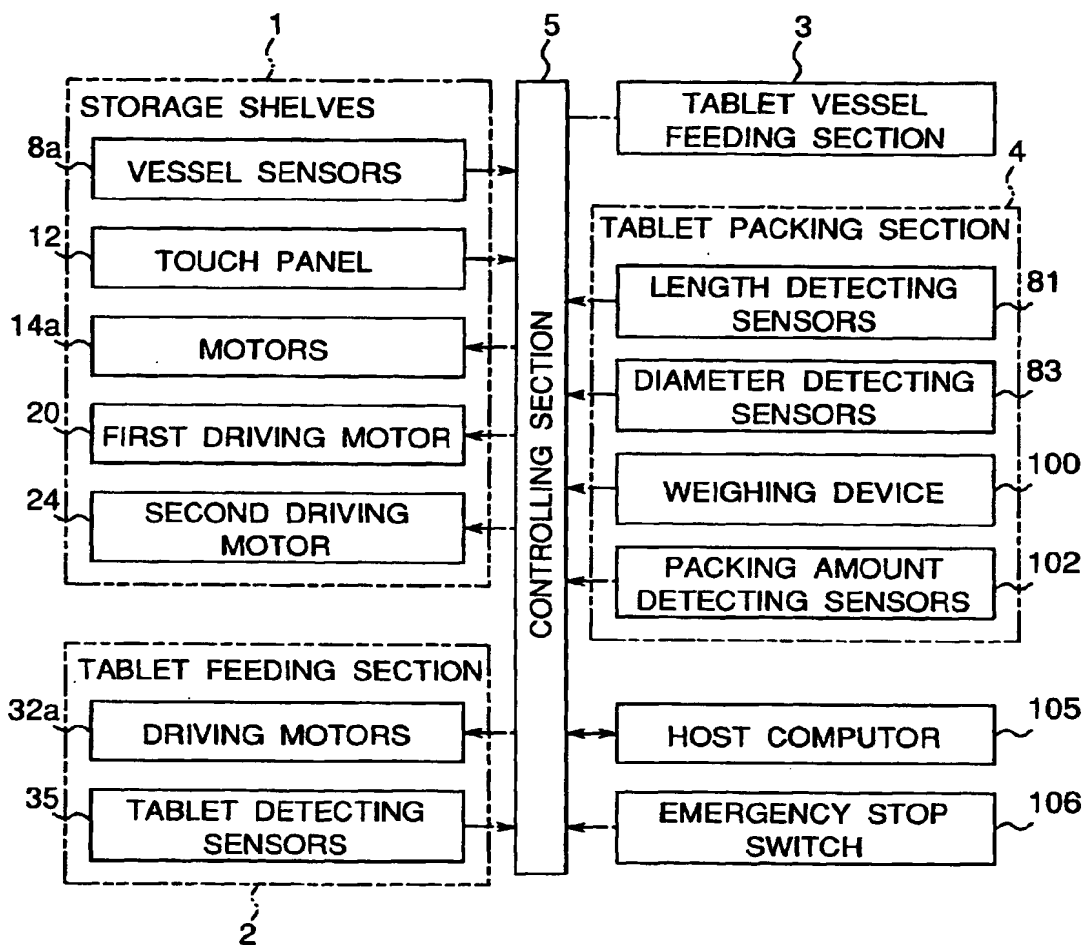 1
STORAGE SHELVES
8a
VESSEL SENSORS
12
TOUCH PANEL
14a
MOTORS
20
FIRST DRIVING MOTOR
24
SECOND DRIVING
MOTOR
TABLET FEEDING SECTION
32a
DRIVING MOTORS
35
TABLET DETECTING
SENSORS
2
5
CONTROLLING SECTION
3
TABLET VESSEL
FEEDING SECTION
4
TABLET PACKING SECTION
LENGTH DETECTING
SENSORS
81
DIAMETER DETECTING
SENSORS
83
WEIGHING DEVICE
100
PACKING AMOUNT
DETECTING SENSORS
102
HOST COMPUTOR
105
EMERGENCY STOP
SWITCH
106